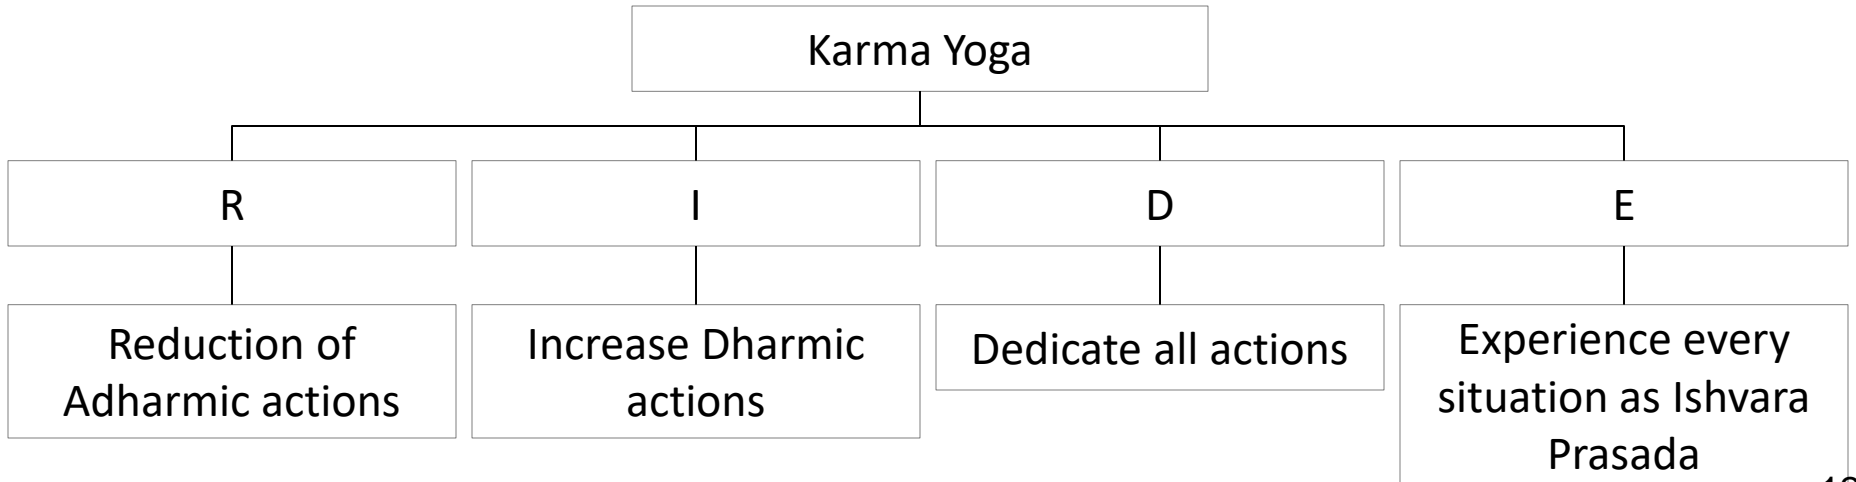 Karma Yoga
R
I
D
E
Reduction of
Adharmic actions
Increase Dharmic
actions
Dedicate all actions
Experience every
situation as Ishvara
Prasada